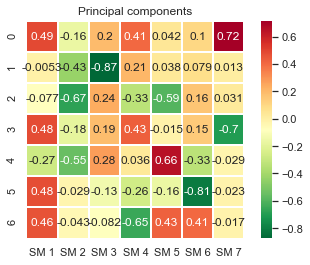 Principal components
0 0.49 -0.16 0.2 0.41 0.042 0.1 0.72
1 -0.0053 -0.43 -0.87 0.21 0.038 0.079 0.013
2 -0.077 -0.67 0.24 -0.33 -0.59 0.16 0.031
3 0.48 -0.18 0.19 0.43 -0.015 0.15 -0.7
4 -0.27 -0.55 0.28 0.036 0.66 -0.33 -0.029
5 0.48 -0.029 -0.13 -0.26 -0.16 -0.81 -0.023
6 0.46 -0.043 -0.082 -0.65 0.43 0.41 -0.017
SM 1 SM 2 SM 3 SM 4 SM 5 SM 6 SM 7
0.6
0.4
0.2
0.0
−0.2
−0.4
−0.6
−0.8